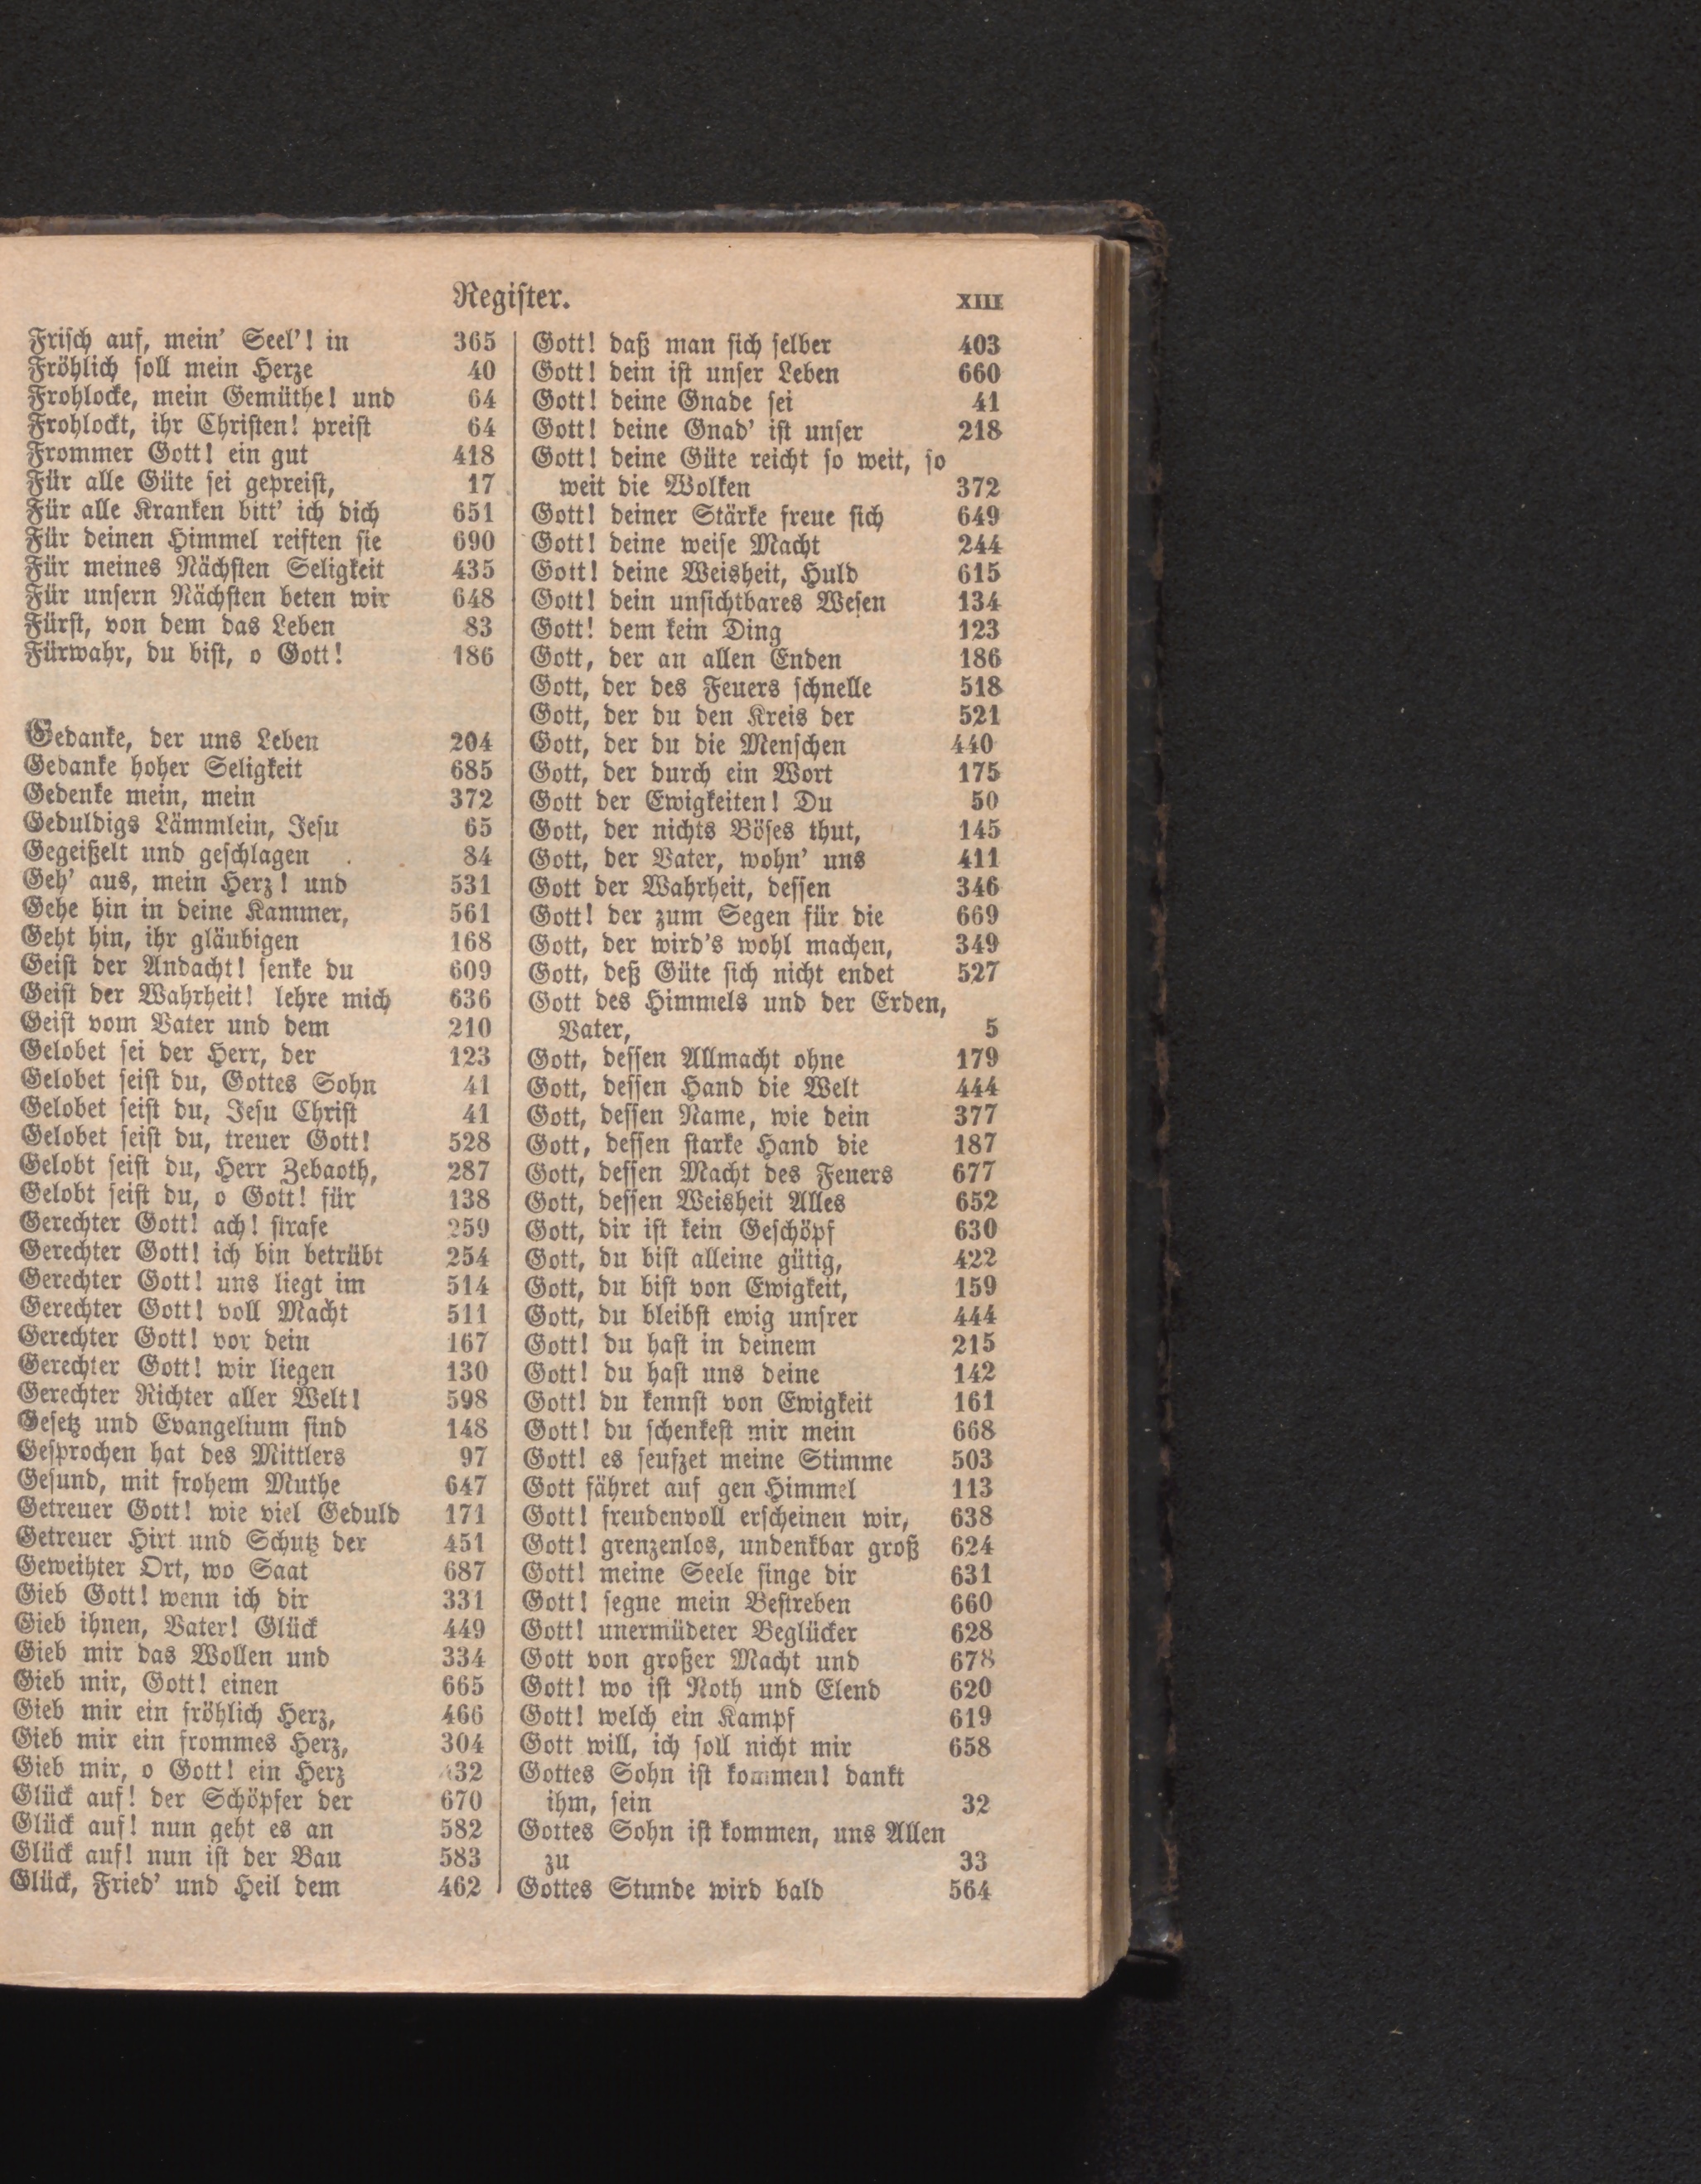 Register.
XIII
Frisch auf, mein' Seel'! in 365
Fröhlich soll mein Herze 40
Frohlocke, mein Gemüthe! und 64
Frohlockt, ihr Christen! preist 64
Frommer Gott! ein gut 418
Für alle Güte sei gepreist, 17
Für alle Kranken bitt' ich dich 651
Für deinen Himmel reiften sie 690
Für meines Nächsten Seligkeit 435
Für unsern Nächsten beten wir 648
Fürst, von dem das Leben 83
Fürwahr, du bist, o Gott! 186
Gedanke, der uns Leben 204
Gedanke hoher Seligkeit 685
Gedenke mein, mein 372
Geduldigs Lämmlein, Jesu 65
Gegeißelt und geschlagen 84
Geh' aus, mein Herz! und 531
Gehe hin in deine Kammer, 561
Geht hin, ihr gläubigen 168
Geist der Andacht! senke du 609
Geist der Wahrheit! lehre mich 636
Geist vom Vater und dem 210
Gelobet sei der Herr, der 123
Gelobet seist du, Gottes Sohn 41
Gelobet seist du, Jesu Christ 41
Gelobet seist du, treuer Gott! 528
Gelobt seist du, Herr Zebaoth, 287
Gelobt seist du, o Gott! für 138
Gerechter Gott! ach! strafe 259
Gerechter Gott! ich bin betrübt 254
Gerechter Gott! uns liegt im 514
Gerechter Gott! voll Macht 511
Gerechter Gott! vor dein 167
Gerechter Gott! wir liegen 130
Gerechter Richter aller Welt! 598
Gesetz und Evangelium sind 148
Gesprochen hat des Mittlers 97
Gesund, mit frohem Muthe 647
Getreuer Gott! wie viel Geduld 171
Getreuer Hirt und Schutz der 451
Geweihter Ort, wo Saat 687
Gieb Gott! wenn ich dir 331
Gieb ihnen, Vater! Glück 449
Gieb mir das Wollen und 334
Gieb mir, Gott! einen 665
Gieb mir ein fröhlich Herz, 466
Gieb mir ein frommes Herz, 304
Gieb mir, o Gott! ein Herz
Glück auf! der Schöpfer der 670
Glück auf! nun geht es an 582
Glück auf! nun ist der Bau 583
Glück, Fried' und Heil dem 462
Gott! daß man sich selber 403
Gott! dein ist unser Leben 660
Gott! deine Gnade sei 41
Gott! deine Gnad' ist unser 218
Gott! deine Güte reicht so weit, so
weit die Wolken 372
Gott! deiner Stärke freue sich 649
Gott! deine weise Macht 244
Gott! deine Weisheit, Huld 615
Gott! dein unsichtbares Wesen 134
Gott! dem kein Ding 123
Gott, der an allen Enden 186
Gott, der des Feuers schnelle 518
Gott, der du den Kreis der 521
Gott, der du die Menschen 440
Gott, der durch ein Wort 175
Gott der Ewigkeiten! Du 50
Gott, der nichts Böses thut, 145
Gott, der Vater, wohn' uns 411
Gott der Wahrheit, dessen 346
Gott! der zum Segen für die 669
Gott, der wird's wohl machen, 349
Gott, deß Güte sich nicht endet 527
Gott des Himmels und der Erden,
Vater, 5
Gott, dessen Allmacht ohne 179
Gott, dessen Hand die Welt 444
Gott, dessen Name, wie dein 377
Gott, dessen starke Hand die 187
Gott, dessen Macht des Feuers 677
Gott, dessen Weisheit Alles 652
Gott, dir ist kein Geschöpf 630
Gott, du bist alleine gütig, 422
Gott, du bist von Ewigkeit, 159
Gott, du bleibst ewig unsrer 444
Gott! du hast in deinem 215
Gott! du hast uns deine 142
Gott! du kennst von Ewigkeit 161
Gott! du schenkest mir mein 668
Gott! es seufzet meine Stimme 503
Gott fähret auf gen Himmel 113
Gott! freudenvoll erscheinen wir, 638
Gott! grenzenlos, undenkbar groß 624
Gott! meine Seele singe dir 631
Gott! segne mein Bestreben 660
Gott! unermüdeter Beglücker 628
Gott von großer Macht und 678
Gott! wo ist Noth und Elend 620
Gott! welch ein Kampf 619
Gott will, ich soll nicht mir 658
Gottes Sohn ist kommen! dankt
ihm, sein 32
Gottes Sohn ist kommen, uns Allen
zu 33
Gottes Stunde wird bald 564